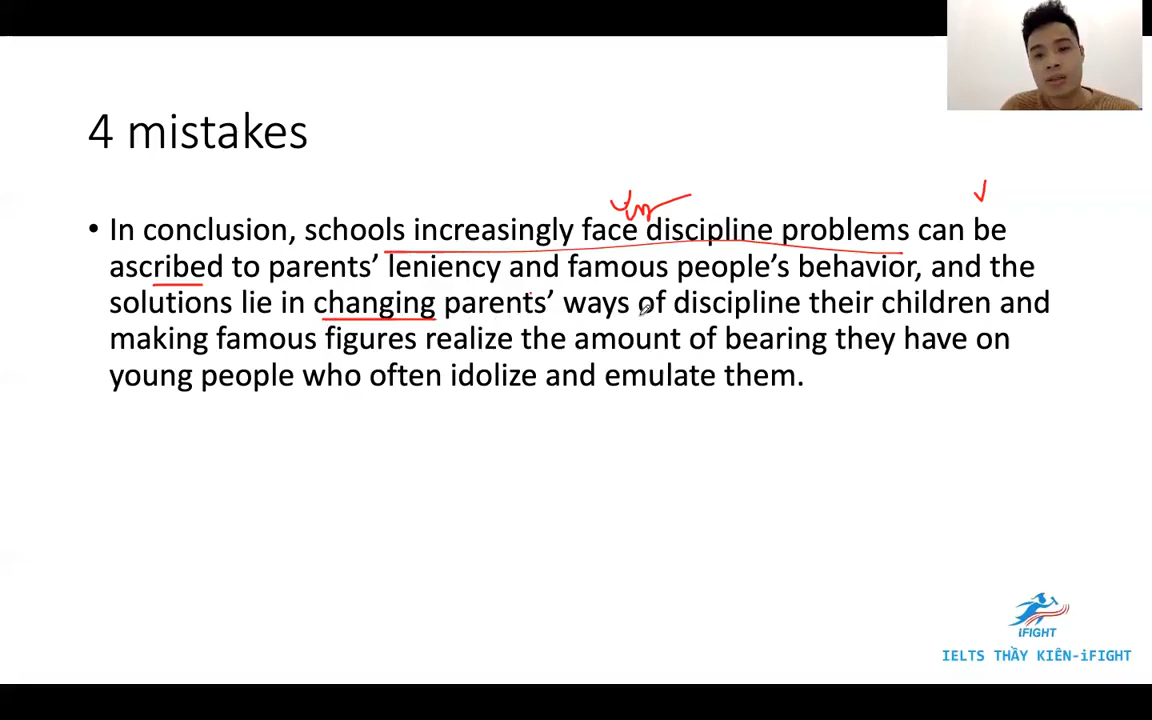 4 mistakes
• In conclusion, schools increasingly face discipline problems can be
ascribed to parents’ leniency and famous people’s behavior, and the
solutions lie in changing parents’ ways of discipline their children and
making famous figures realize the amount of bearing they have on
young people who often idolize and emulate them.
iFIGHT
IELTS THẦY KIÊN-iFIGHT